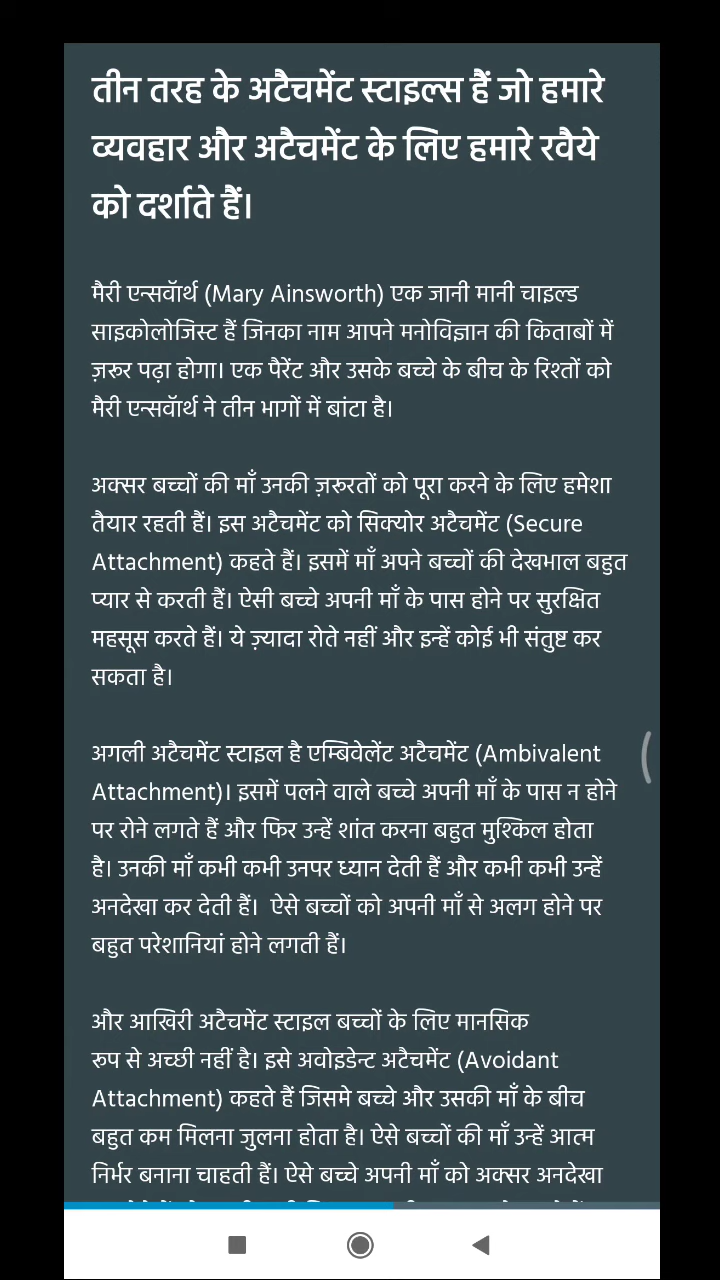 तीन तरह के अटैचमेंट स्टाइल्स हैं जो हमारे
व्यवहार और अटैचमेंट के लिए हमारे रवैये
को दर्शाते हैं।
मैरी एन्सवॅार्थ (Mary Ainsworth) एक जानी मानी चाइल्ड
साइकोलोजिस्ट हैं जिनका नाम आपने मनोविज्ञान की किताबों में
ज़रूर पढ़ा होगा। एक पैरेंट और उसके बच्चे के बीच के रिश्तों को
मैरी एन्सवॅार्थ ने तीन भागों में बांटा है।
अक्सर बच्चों की माँ उनकी ज़रूरतों को पूरा करने के लिए हमेशा
तैयार रहती हैं। इस अटैचमेंट को सिक्योर अटैचमेंट (Secure
Attachment) कहते हैं। इसमें माँ अपने बच्चों की देखभाल बहुत
प्यार से करती हैं। ऐसी बच्चे अपनी माँ के पास होने पर सुरक्षित
महसूस करते हैं। ये ज़्यादा रोते नहीं और इन्हें कोई भी संतुष्ट कर
सकता है।
अगली अटैचमेंट स्टाइल है एम्बिवेलेंट अटैचमेंट (Ambivalent
Attachment)। इसमें पलने वाले बच्चे अपनी माँ के पास न होने
पर रोने लगते हैं और फिर उन्हें शांत करना बहुत मुश्किल होता
है। उनकी माँ कभी कभी उनपर ध्यान देती हैं और कभी कभी उन्हें
अनदेखा कर देती हैं।  ऐसे बच्चों को अपनी माँ से अलग होने पर
बहुत परेशानियां होने लगती हैं।
और आखिरी अटैचमेंट स्टाइल बच्चों के लिए मानसिक
रूप से अच्छी नहीं है। इसे अवोइडेन्ट अटैचमेंट (Avoidant
Attachment) कहते हैं जिसमे बच्चे और उसकी माँ के बीच
बहुत कम मिलना जुलना होता है। ऐसे बच्चों की माँ उन्हें आत्म
निर्भर बनाना चाहती हैं। ऐसे बच्चे अपनी माँ को अक्सर अनदेखा